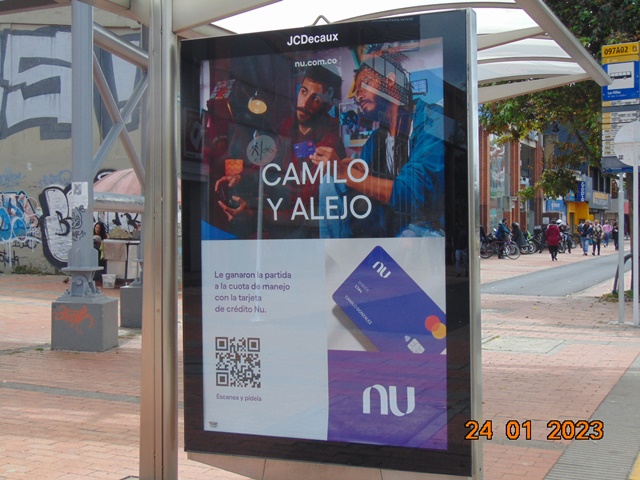 JCDecaux
nu.com.co
CAMILO
Y ALEJO
Le ganaron la partida
a la cuota de manejo
con la tarjeta
de crédito Nu.
Escanea y pídela
nu
nu
097A02
24 01 2023